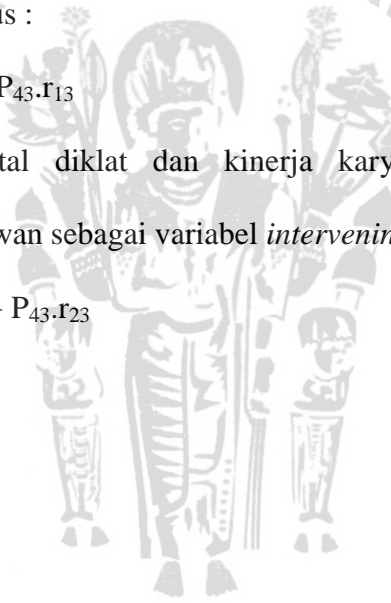 us :
P₄₃.r₁₃
tal diklat dan kinerja kary
wan sebagai variabel intervenin
P₄₃.r₂₃